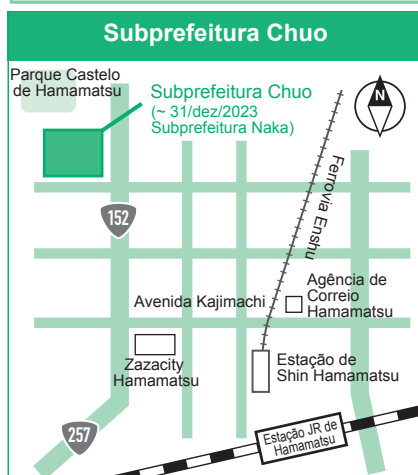 Subprefeitura Chuo
Parque Castelo
de Hamamatsu
Subprefeitura Chuo
(~ 31/dez/2023
Subprefeitura Naka)
N
Ferrovia Enshu
152
Agência de
Correio
Hamamatsu
Avenida Kajimachi
Zazacity
Hamamatsu
Estação de
Shin Hamamatsu
257
Estação JR de
Hamamatsu